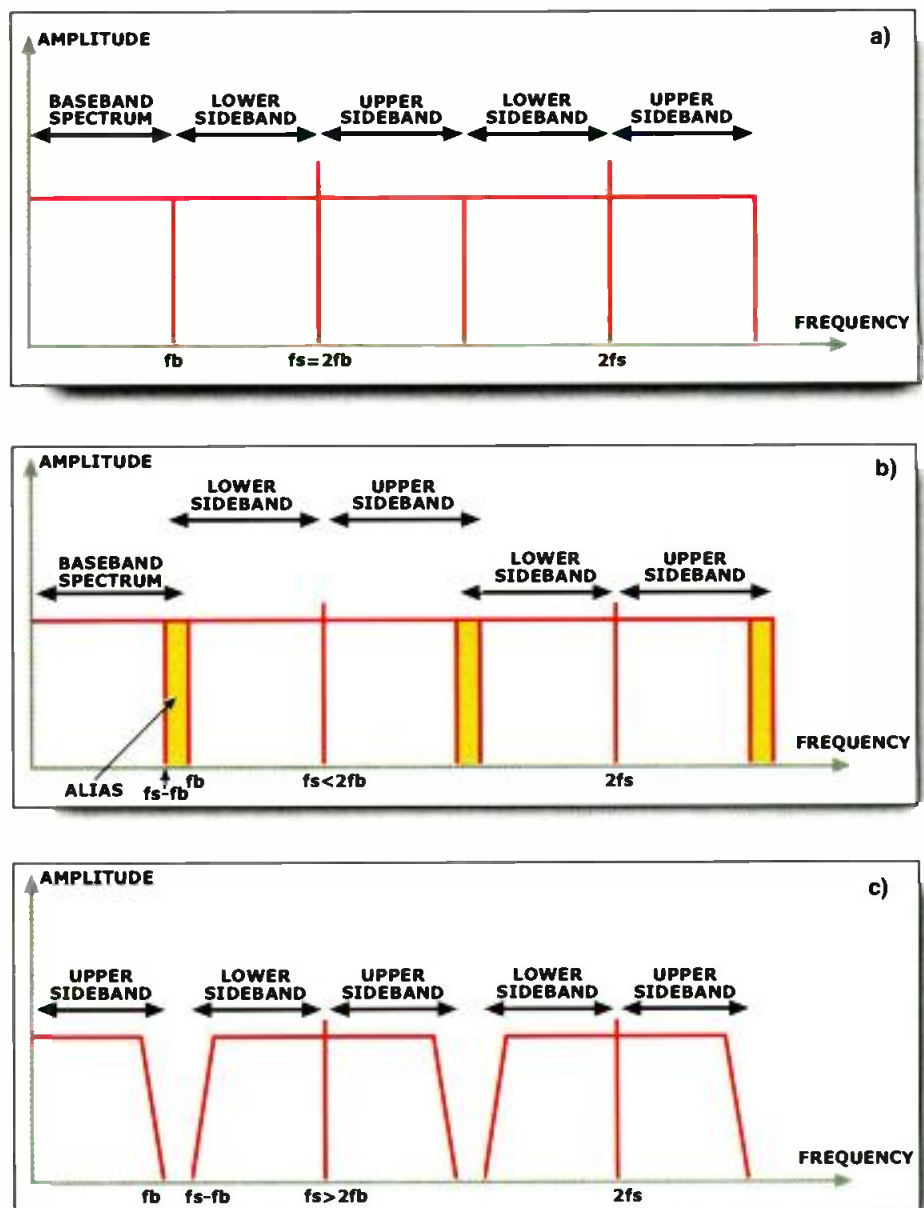 AMPLITUDE
a)
BASEBAND
SPECTRUM
LOWER
SIDEBAND
UPPER
SIDEBAND
LOWER
SIDEBAND
UPPER
SIDEBAND
FREQUENCY
fb
fs=2fb
2fs
AMPLITUDE
b)
LOWER
SIDEBAND
UPPER
SIDEBAND
BASEBAND
SPECTRUM
LOWER
SIDEBAND
UPPER
SIDEBAND
FREQUENCY
ALIAS
fs-fb
fb
fs<2fb
2fs
AMPLITUDE
c)
UPPER
SIDEBAND
LOWER
SIDEBAND
UPPER
SIDEBAND
LOWER
SIDEBAND
UPPER
SIDEBAND
FREQUENCY
fb
fs-fb
fs>2fb
2fs